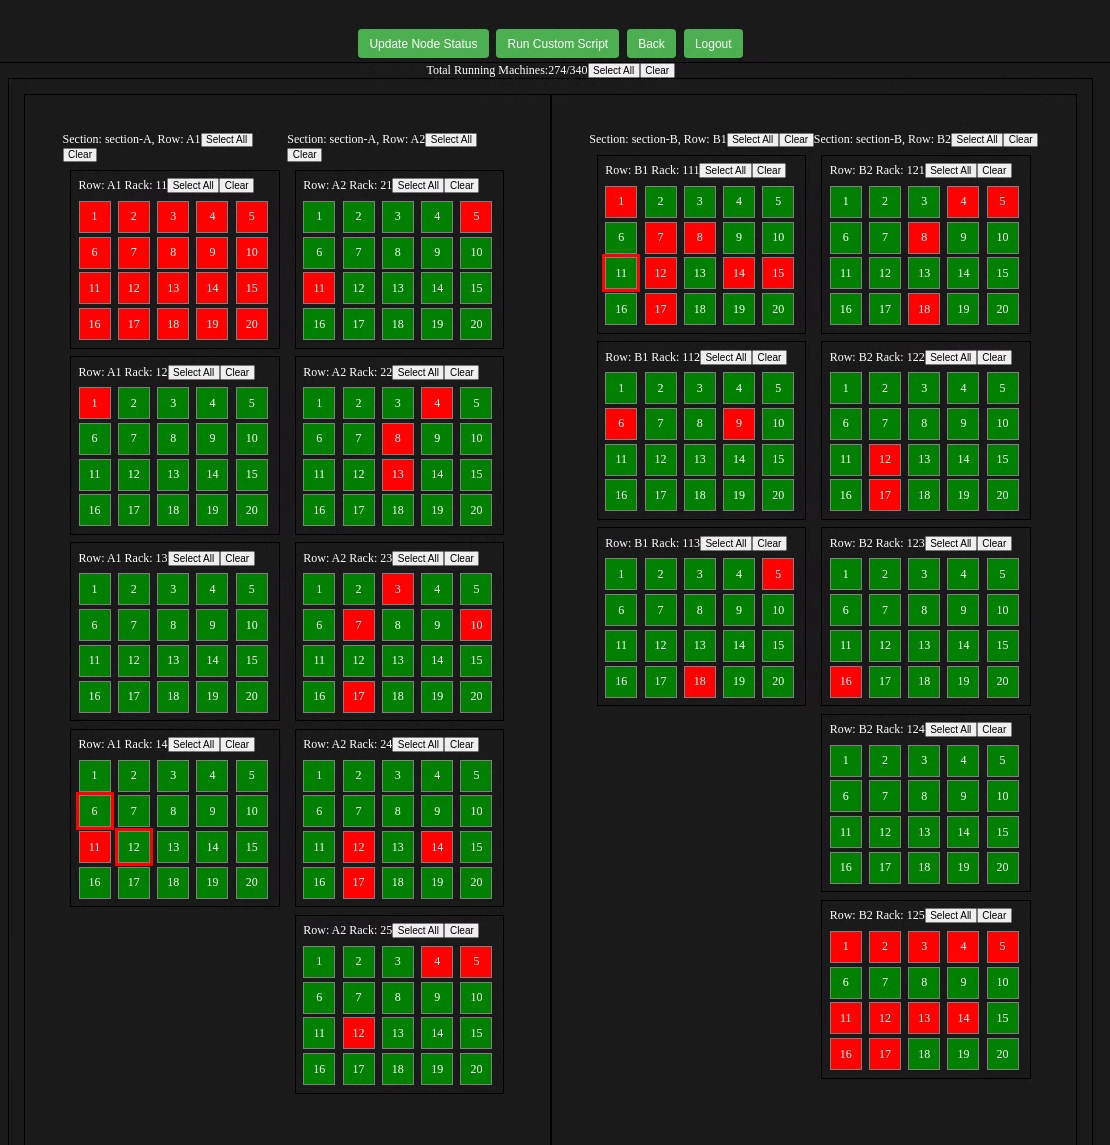 Update Node Status Run Custom Script Back Logout
Total Running Machines:274/340 Select All Clear
Section: section-A, Row: A1 Select All Clear
Row: A1 Rack: 11 Select All Clear
1 2 3 4 5
6 7 8 9 10
11 12 13 14 15
16 17 18 19 20
Row: A1 Rack: 12 Select All Clear
1 2 3 4 5
6 7 8 9 10
11 12 13 14 15
16 17 18 19 20
Row: A1 Rack: 13 Select All Clear
1 2 3 4 5
6 7 8 9 10
11 12 13 14 15
16 17 18 19 20
Row: A1 Rack: 14 Select All Clear
1 2 3 4 5
6 7 8 9 10
11 12 13 14 15
16 17 18 19 20
Section: section-A, Row: A2 Select All Clear
Row: A2 Rack: 21 Select All Clear
1 2 3 4 5
6 7 8 9 10
11 12 13 14 15
16 17 18 19 20
Row: A2 Rack: 22 Select All Clear
1 2 3 4 5
6 7 8 9 10
11 12 13 14 15
16 17 18 19 20
Row: A2 Rack: 23 Select All Clear
1 2 3 4 5
6 7 8 9 10
11 12 13 14 15
16 17 18 19 20
Row: A2 Rack: 24 Select All Clear
1 2 3 4 5
6 7 8 9 10
11 12 13 14 15
16 17 18 19 20
Row: A2 Rack: 25 Select All Clear
1 2 3 4 5
6 7 8 9 10
11 12 13 14 15
16 17 18 19 20
Section: section-B, Row: B1 Select All Clear
Row: B1 Rack: 111 Select All Clear
1 2 3 4 5
6 7 8 9 10
11 12 13 14 15
16 17 18 19 20
Row: B1 Rack: 112 Select All Clear
1 2 3 4 5
6 7 8 9 10
11 12 13 14 15
16 17 18 19 20
Row: B1 Rack: 113 Select All Clear
1 2 3 4 5
6 7 8 9 10
11 12 13 14 15
16 17 18 19 20
Section: section-B, Row: B2 Select All Clear
Row: B2 Rack: 121 Select All Clear
1 2 3 4 5
6 7 8 9 10
11 12 13 14 15
16 17 18 19 20
Row: B2 Rack: 122 Select All Clear
1 2 3 4 5
6 7 8 9 10
11 12 13 14 15
16 17 18 19 20
Row: B2 Rack: 123 Select All Clear
1 2 3 4 5
6 7 8 9 10
11 12 13 14 15
16 17 18 19 20
Row: B2 Rack: 124 Select All Clear
1 2 3 4 5
6 7 8 9 10
11 12 13 14 15
16 17 18 19 20
Row: B2 Rack: 125 Select All Clear
1 2 3 4 5
6 7 8 9 10
11 12 13 14 15
16 17 18 19 20